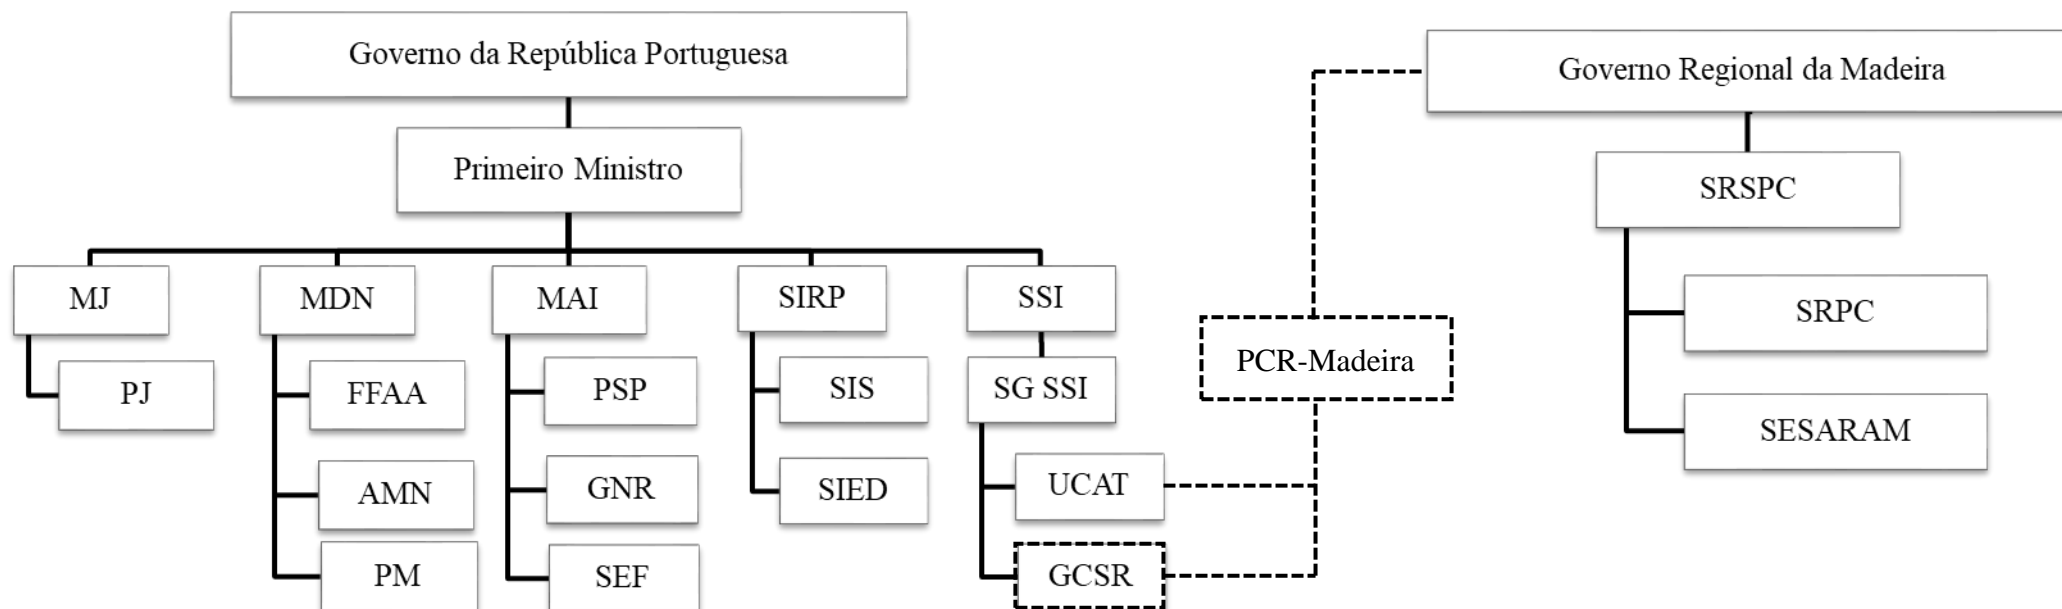 Governo da República Portuguesa
Governo Regional da Madeira
Primeiro Ministro
SRSPC
MJ
MDN
MAI
SIRP
SSI
SRPC
PCR-Madeira
PJ
FFAA
PSP
SIS
SG SSI
SESARAM
AMN
GNR
SIED
UCAT
PM
SEF
GCSR